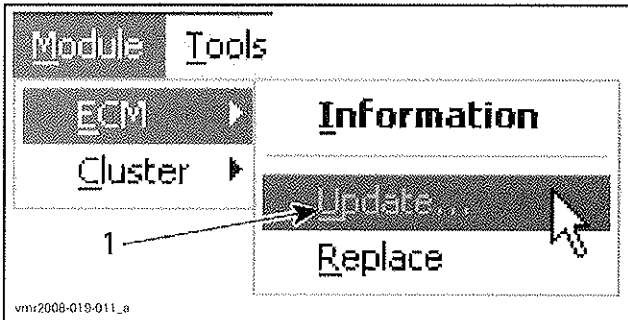 Module Tools
ECM Information
Cluster Update...
1 Replace
vmr2008-019-011_a